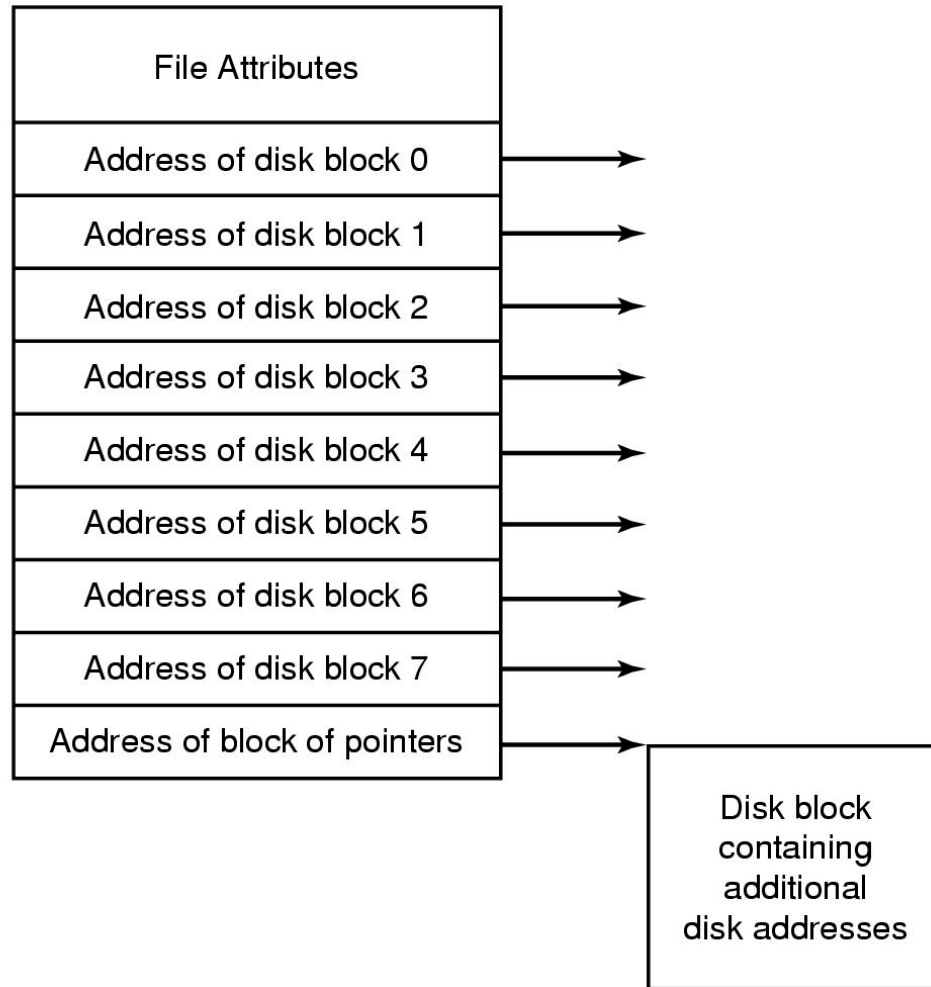 File Attributes
Address of disk block 0
Address of disk block 1
Address of disk block 2
Address of disk block 3
Address of disk block 4
Address of disk block 5
Address of disk block 6
Address of disk block 7
Address of block of pointers
Disk block
containing
additional
disk addresses